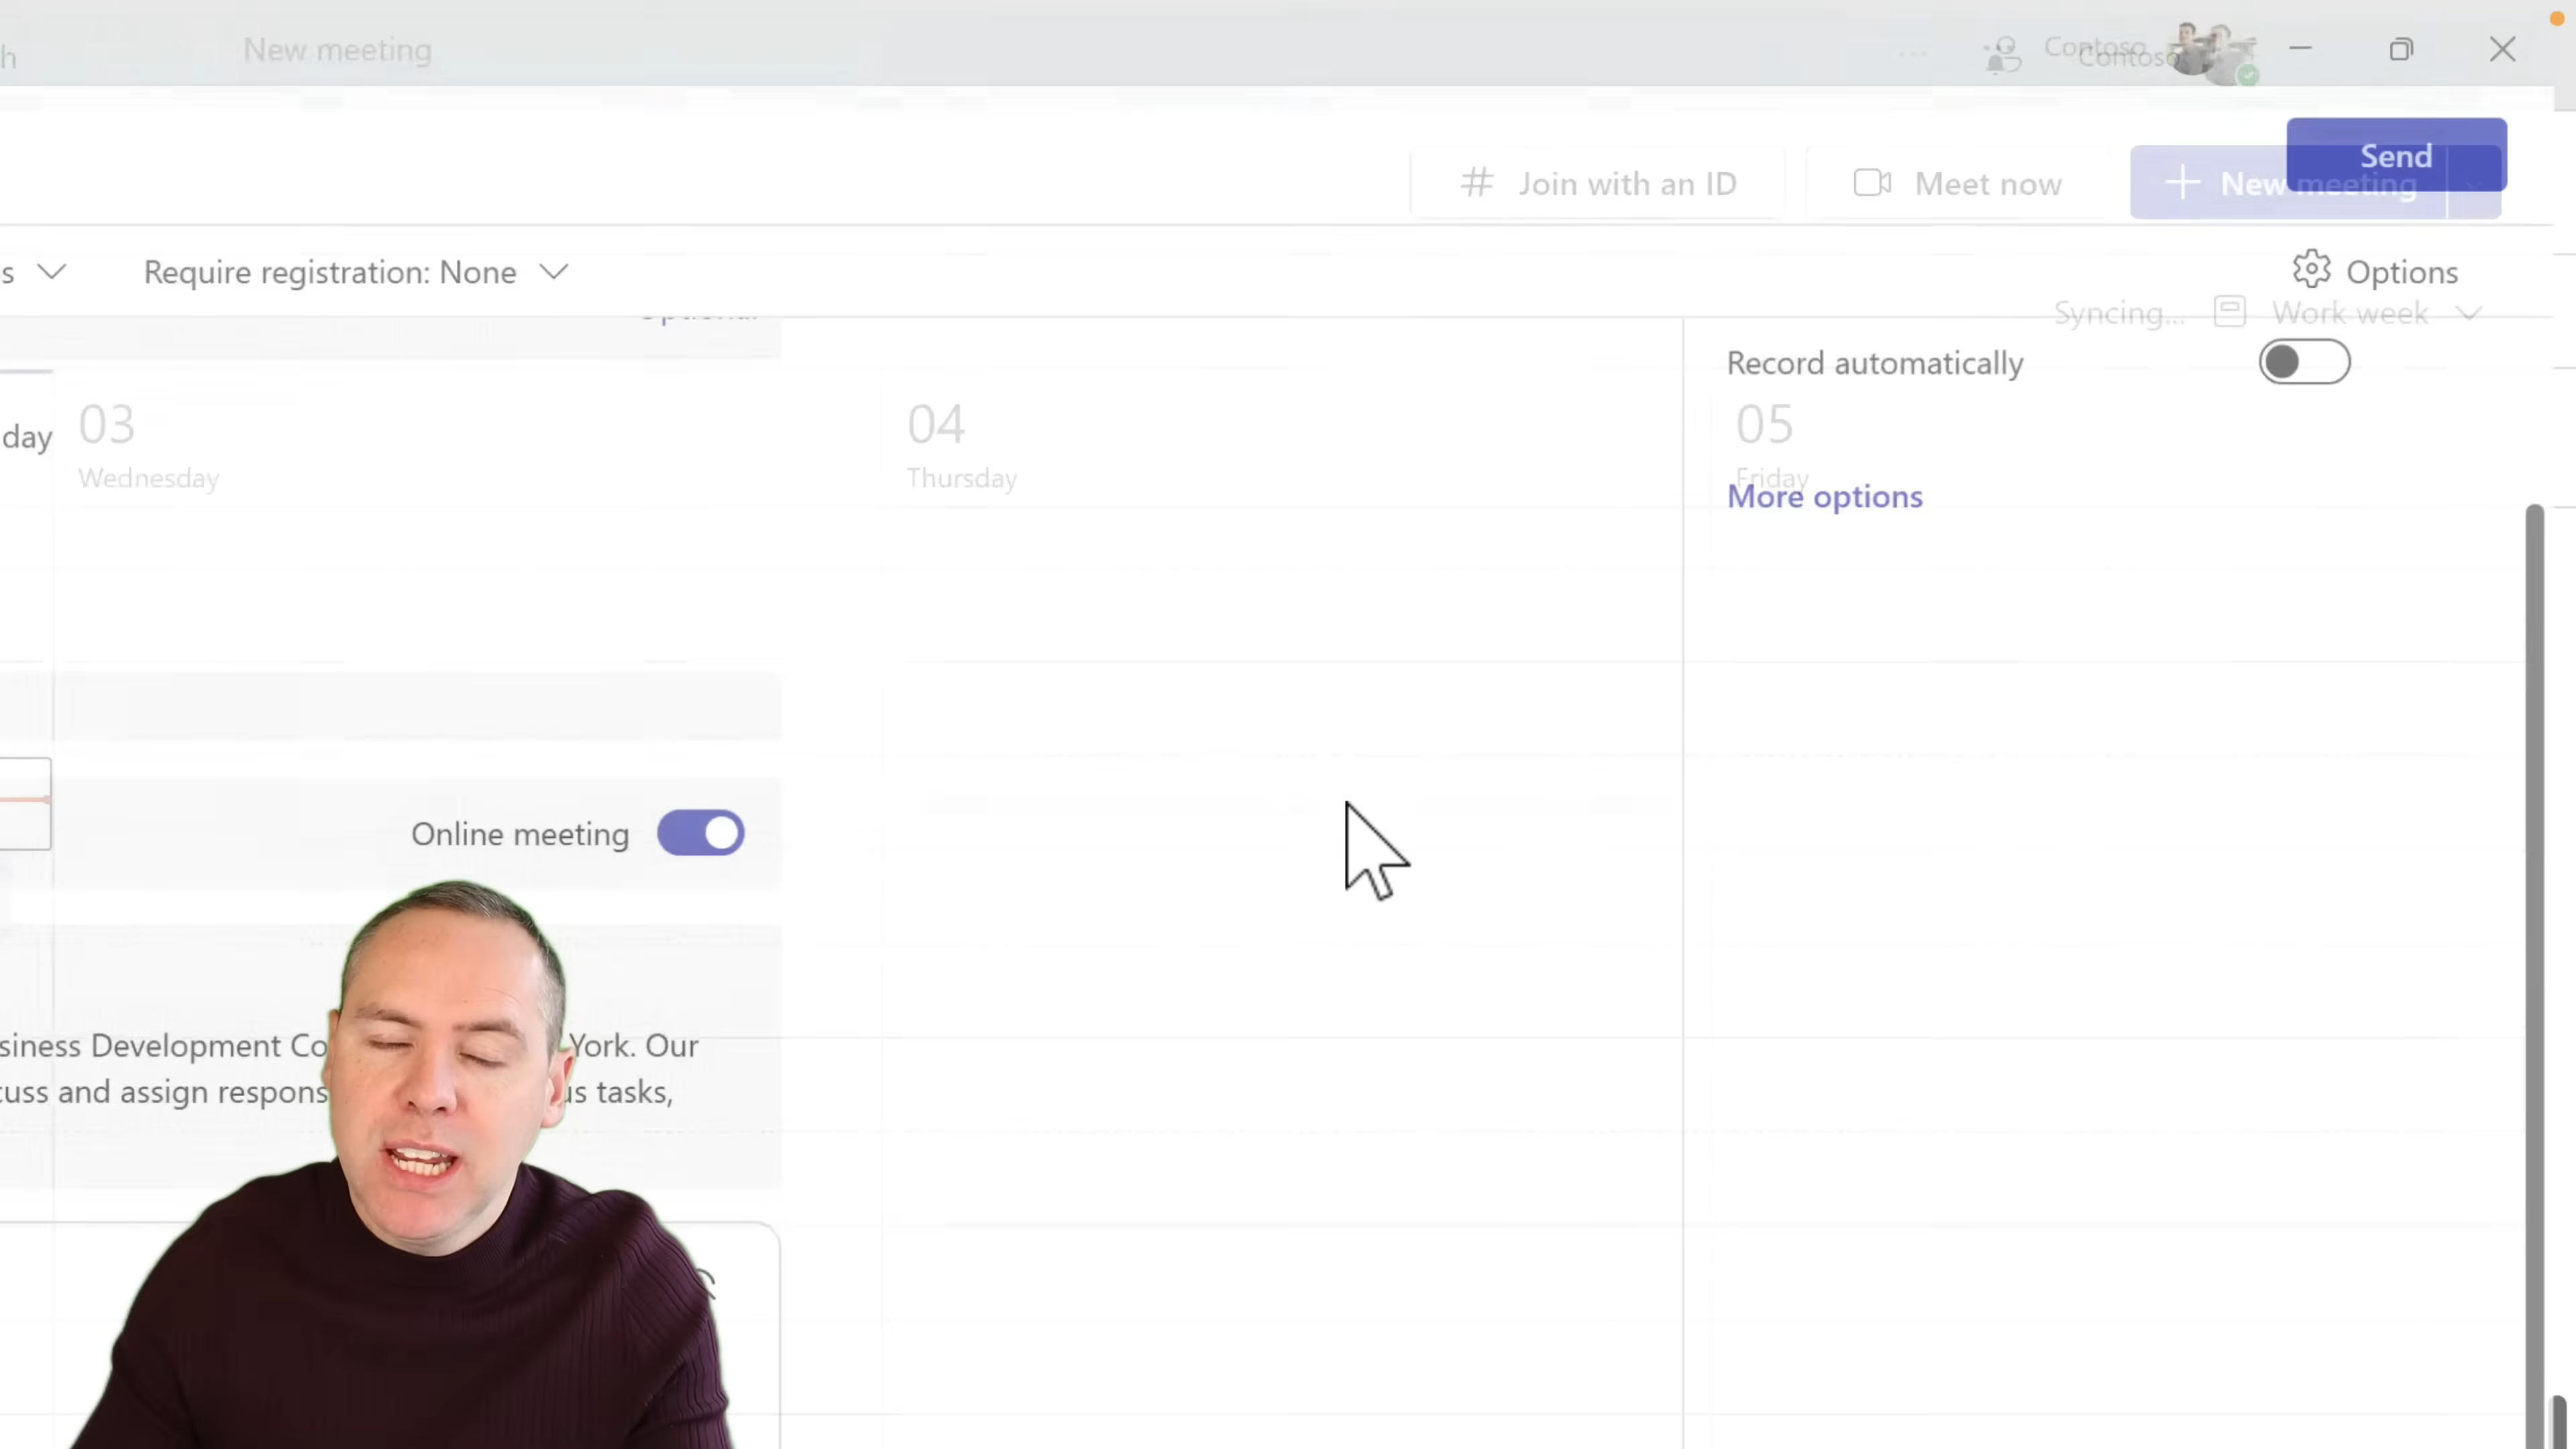 h
New meeting
Contoso
Contoso
Send
# Join with an ID
Meet now
+ New meeting
s
Require registration: None
Options
Syncing...
Work week
Record automatically
day
03
Wednesday
04
Thursday
05
Friday
More options
Online meeting
siness Development Co York. Our
cuss and assign respons us tasks,